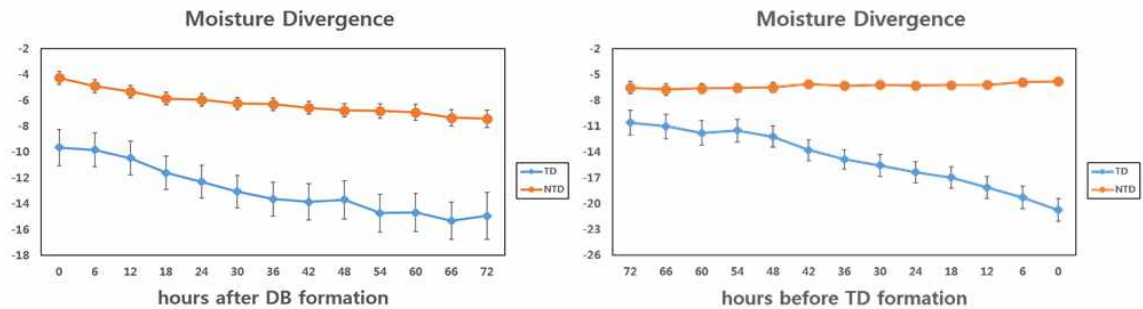 Moisture Divergence
-2
-4
-6
-8
-10
-12
-14
-16
-18
0 6 12 18 24 30 36 42 48 54 60 66 72
hours after DB formation
TD
NTD
Moisture Divergence
-2
-5
-8
-11
-14
-17
-20
-23
-26
72 66 60 54 48 42 36 30 24 18 12 6 0
hours before TD formation
TD
NTD